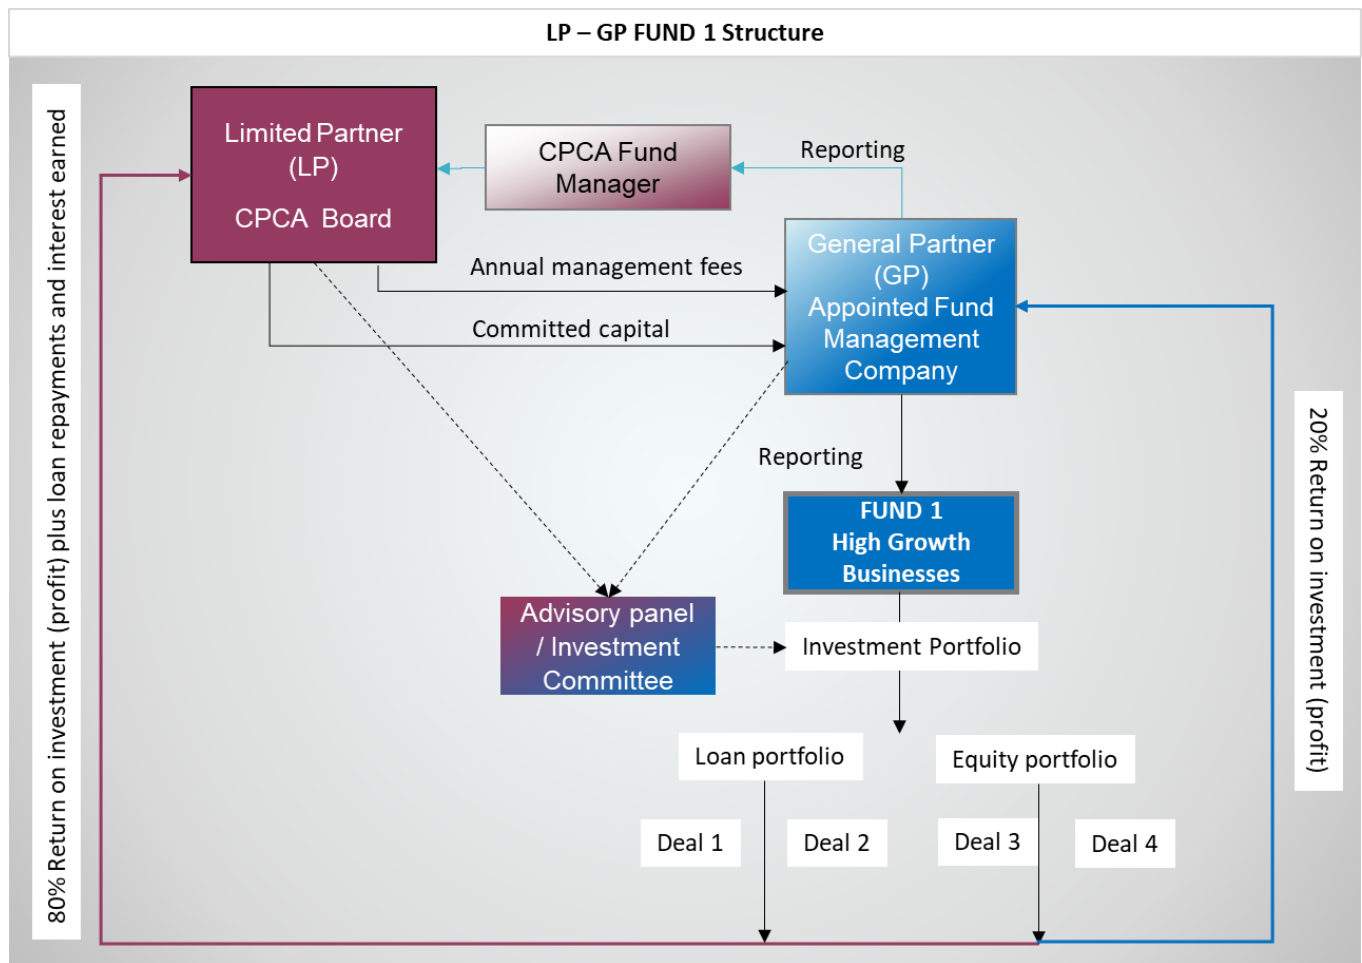 LP – GP FUND 1 Structure
80% Return on investment (profit) plus loan repayments and interest earned
Limited Partner
(LP)
CPCA Board
CPCA Fund
Manager
Reporting
General Partner
(GP)
Appointed Fund
Management
Company
Annual management fees
Committed capital
Reporting
FUND 1
High Growth
Businesses
20% Return on investment (profit)
Advisory panel
/ Investment
Committee
Investment Portfolio
Loan portfolio
Equity portfolio
Deal 1
Deal 2
Deal 3
Deal 4